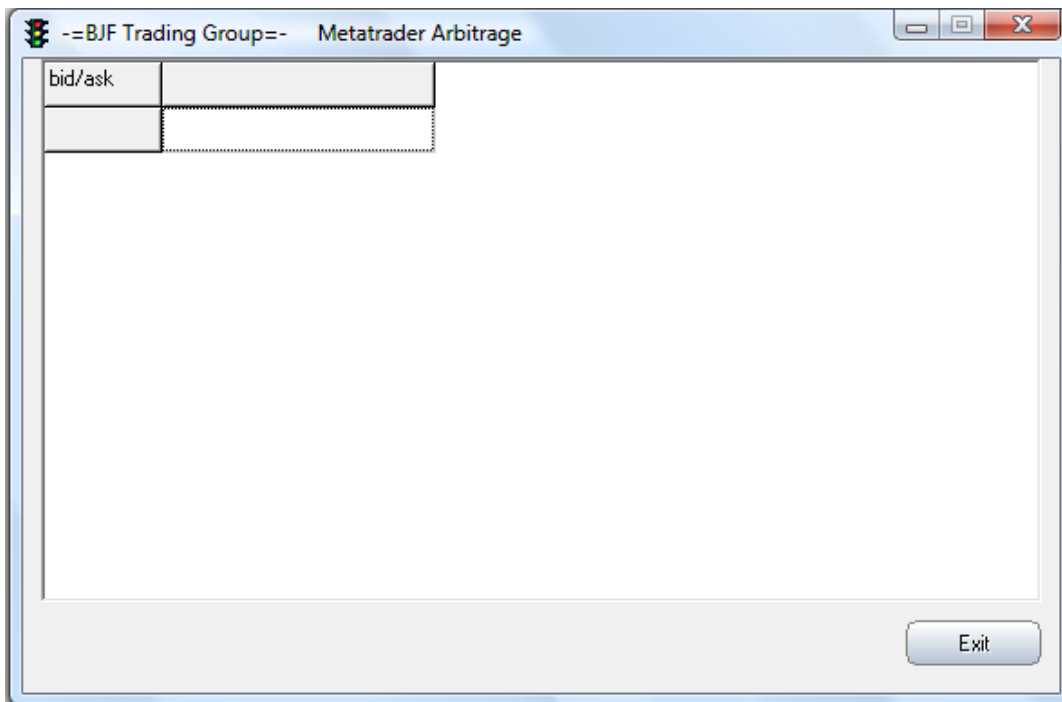 -=BJF Trading Group=- Metatrader Arbitrage
bid/ask
Exit